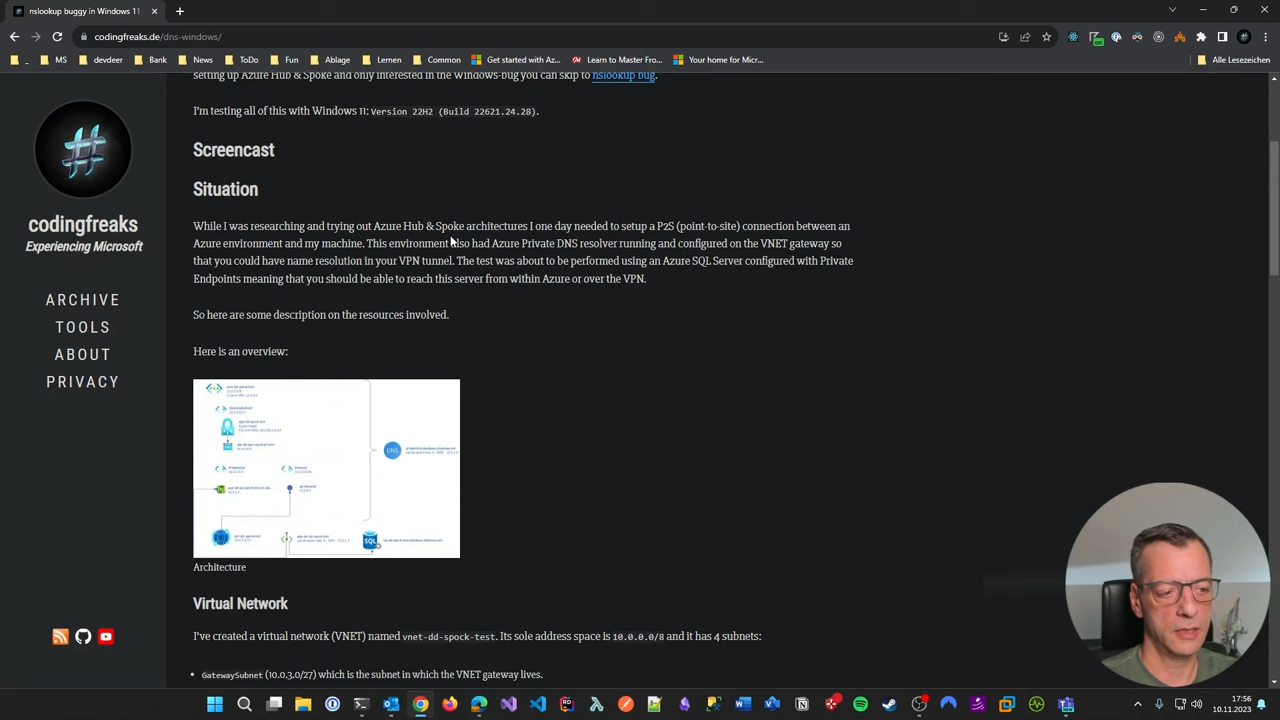 nslookup buggy in Windows 11
codingfreaks.de/dns-windows/
MS
devdeer
Bank
News
ToDo
Fun
Ablage
Lernen
Common
Get started with Az...
Learn to Master Fro...
Your home for Micr...
Alle Lesezeichen
setting up Azure Hub & Spoke and only interested in the Windows-bug you can skip to nslookup bug.
I'm testing all of this with Windows 11: Version 22H2 (Build 22621.24.28).
Screencast
Situation
While I was researching and trying out Azure Hub & Spoke architectures I one day needed to setup a P2S (point-to-site) connection between an
Azure environment and my machine. This environment also had Azure Private DNS resolver running and configured on the VNET gateway so
that you could have name resolution in your VPN tunnel. The test was about to be performed using an Azure SQL Server configured with Private
Endpoints meaning that you should be able to reach this server from within Azure or over the VPN.
So here are some description on the resources involved.
Here is an overview:
DNS
SQL
Architecture
Virtual Network
I've created a virtual network (VNET) named vnet-dd-spock-test. Its sole address space is 10.0.0.0/8 and it has 4 subnets:
GatewaySubnet (10.0.3.0/27) which is the subnet in which the VNET gateway lives.
#
codingfreaks
Experiencing Microsoft
ARCHIVE
TOOLS
ABOUT
PRIVACY
17:56
10.11.2023